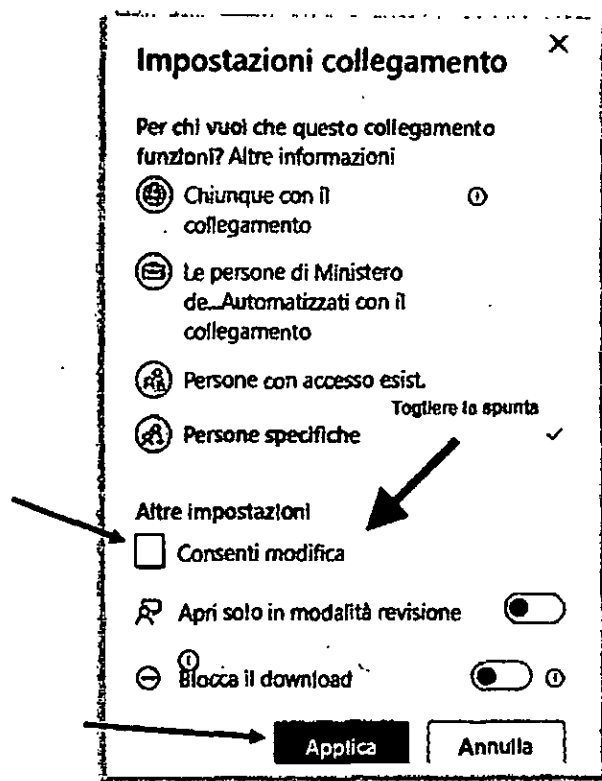 Impostazioni collegamento
Per chi vuoi che questo collegamento
funzioni? Altre informazioni
Chiunque con il
collegamento
Le persone di Ministero
de...Automatizzati con il
collegamento
Persone con accesso esist.
Togliere la spunta
Persone specifiche
Altre impostazioni
Consenti modifica
Apri solo in modalità revisione
Blocca il download
Applica
Annulla